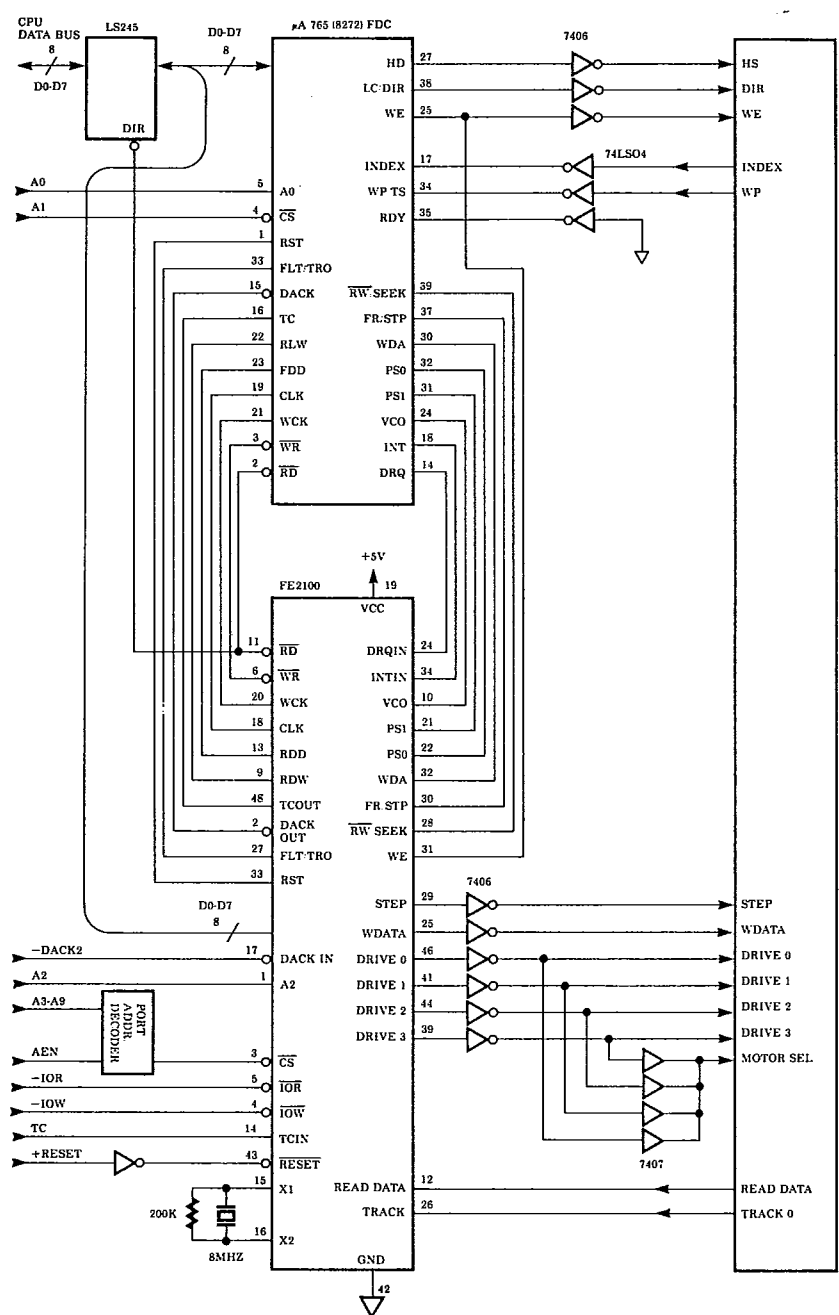 CPU
DATA BUS
8
D0-D7
LS245
DIR
D0-D7
8
µA 765 (8272) FDC
HD
27
7406
HS
LC/DIR
38
DIR
WE
25
WE
74LSO4
INDEX
17
INDEX
WP/TS
34
WP
RDY
35
A0
5
A0
A1
4
CS
1
RST
33
FLT/TRO
15
DACK
16
TC
22
RLW
23
FDD
19
CLK
21
WCK
3
WR
2
RD
RW/SEEK
39
FR/STP
37
WDA
30
PS0
32
PS1
31
VCO
24
INT
18
DRQ
14
+5V
19
VCC
FE2100
11
RD
6
WR
20
WCK
18
CLK
13
RDD
9
RDW
48
TCOUT
2
DACK
OUT
27
FLT/TRO
33
RST
D0-D7
8
DRQIN
24
INTIN
34
VCO
10
PS1
21
PS0
22
WDA
32
FR/STP
30
RW/SEEK
28
WE
31
7406
STEP
29
STEP
WDATA
25
WDATA
DRIVE 0
46
DRIVE 0
DRIVE 1
41
DRIVE 1
DRIVE 2
44
DRIVE 2
DRIVE 3
39
DRIVE 3
MOTOR SEL
7407
-DACK2
17
DACK IN
A2
1
A2
A3-A9
PORT
ADDR
DECODER
AEN
3
CS
-IOR
5
IOR
-IOW
4
IOW
TC
14
TCIN
+RESET
43
RESET
15
X1
200K
8MHZ
16
X2
READ DATA
12
READ DATA
TRACK
26
TRACK 0
GND
42